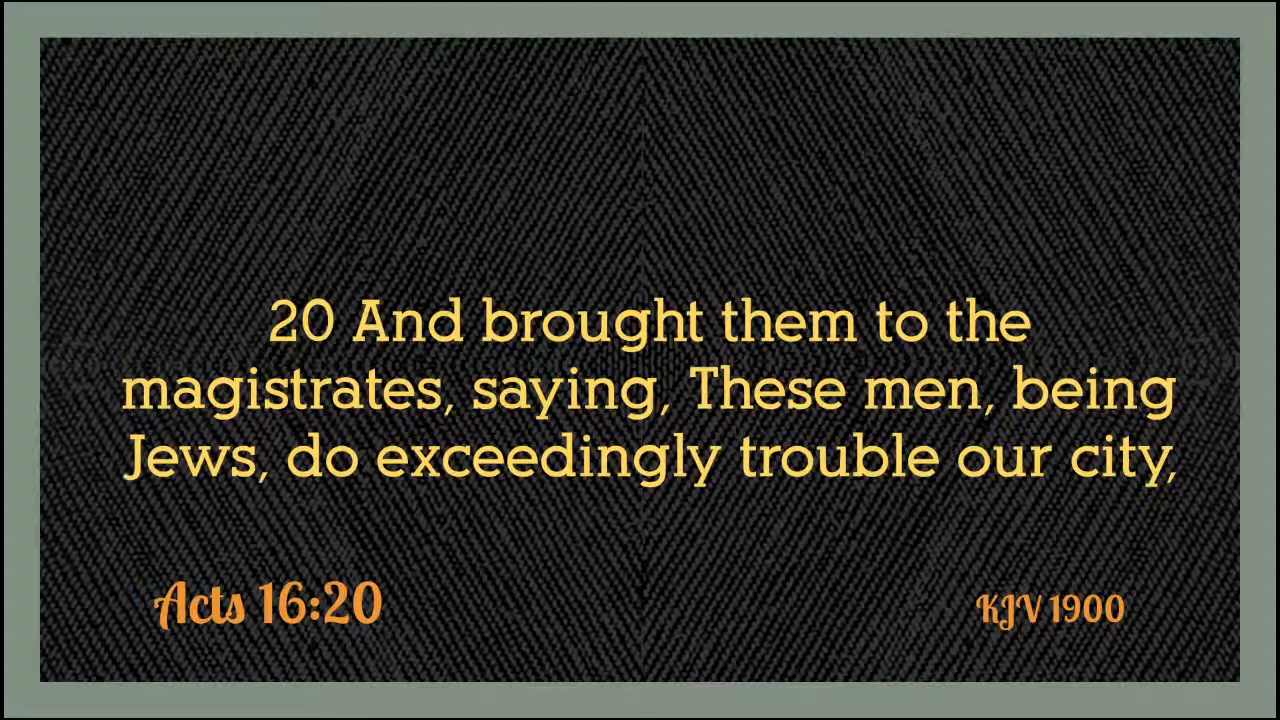 20 And brought them to the
magistrates, saying, These men, being
Jews, do exceedingly trouble our city,
Acts 16:20
KJV 1900